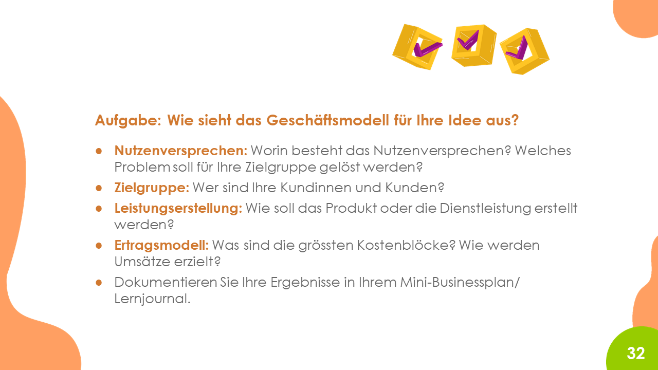 Aufgabe: Wie sieht das Geschäftsmodell für Ihre Idee aus?
● Nutzenversprechen: Worin besteht das Nutzenversprechen? Welches
Problem soll für Ihre Zielgruppe gelöst werden?
● Zielgruppe: Wer sind Ihre Kundinnen und Kunden?
● Leistungserstellung: Wie soll das Produkt oder die Dienstleistung erstellt
werden?
● Ertragsmodell: Was sind die grössten Kostenblöcke? Wie werden
Umsätze erzielt?
● Dokumentieren Sie Ihre Ergebnisse in Ihrem Mini-Businessplan/
Lernjournal.
32